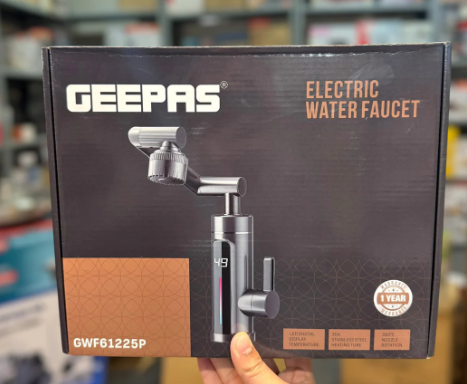 GEEPAS®
ELECTRIC
WATER FAUCET
49
1 YEAR
GWF61225P